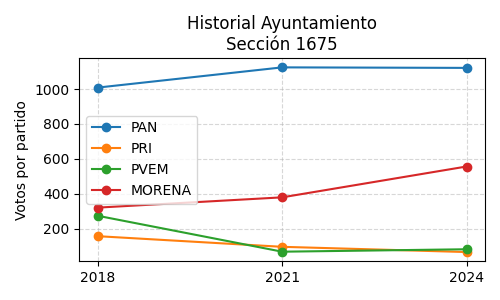 Historial Ayuntamiento
Sección 1675
Votos por partido
1000
800
600
400
200
PAN
PRI
PVEM
MORENA
2018
2021
2024